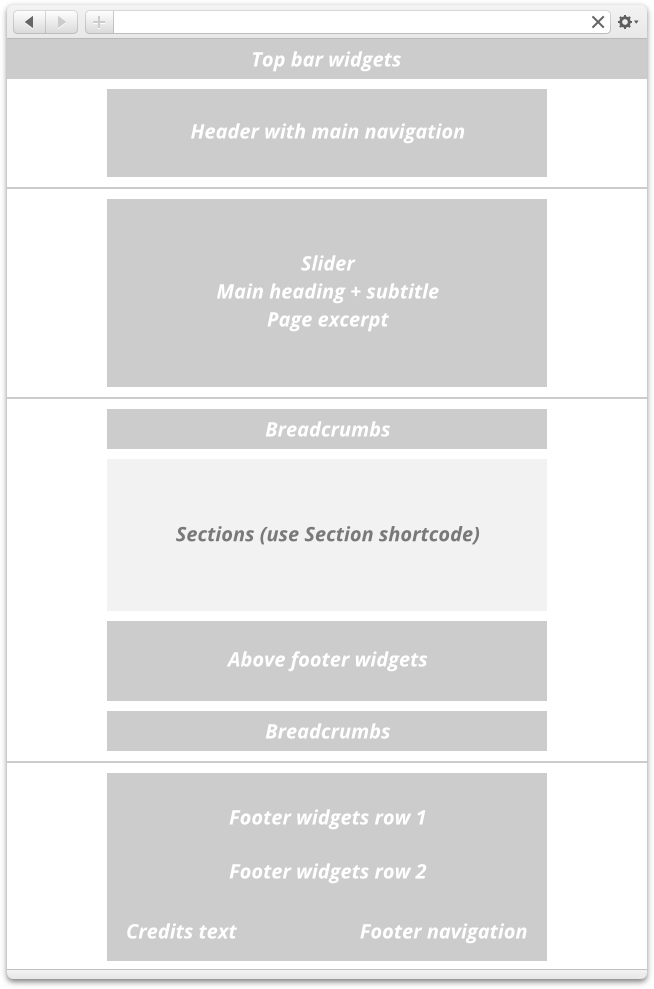 Top bar widgets
Header with main navigation
Slider
Main heading + subtitle
Page excerpt
Breadcrumbs
Sections (use Section shortcode)
Above footer widgets
Breadcrumbs
Footer widgets row 1
Footer widgets row 2
Credits text
Footer navigation